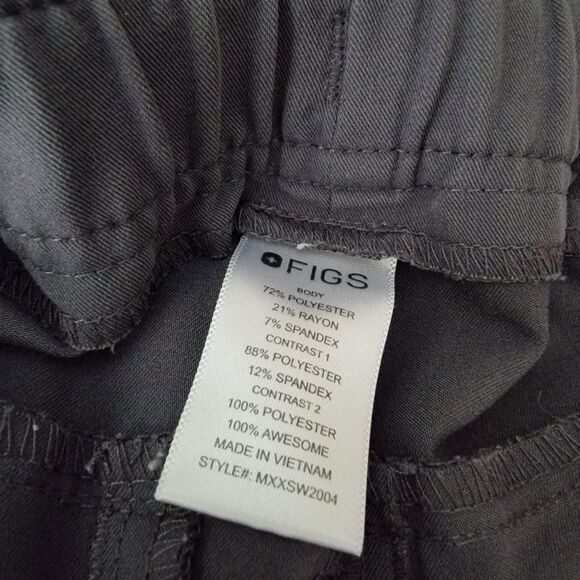 FIGS
BODY
72% POLYESTER
21% RAYON
7% SPANDEX
CONTRAST 1
88% POLYESTER
12% SPANDEX
CONTRAST 2
100% POLYESTER
100% AWESOME
MADE IN VIETNAM
STYLE#: MXXSW2004